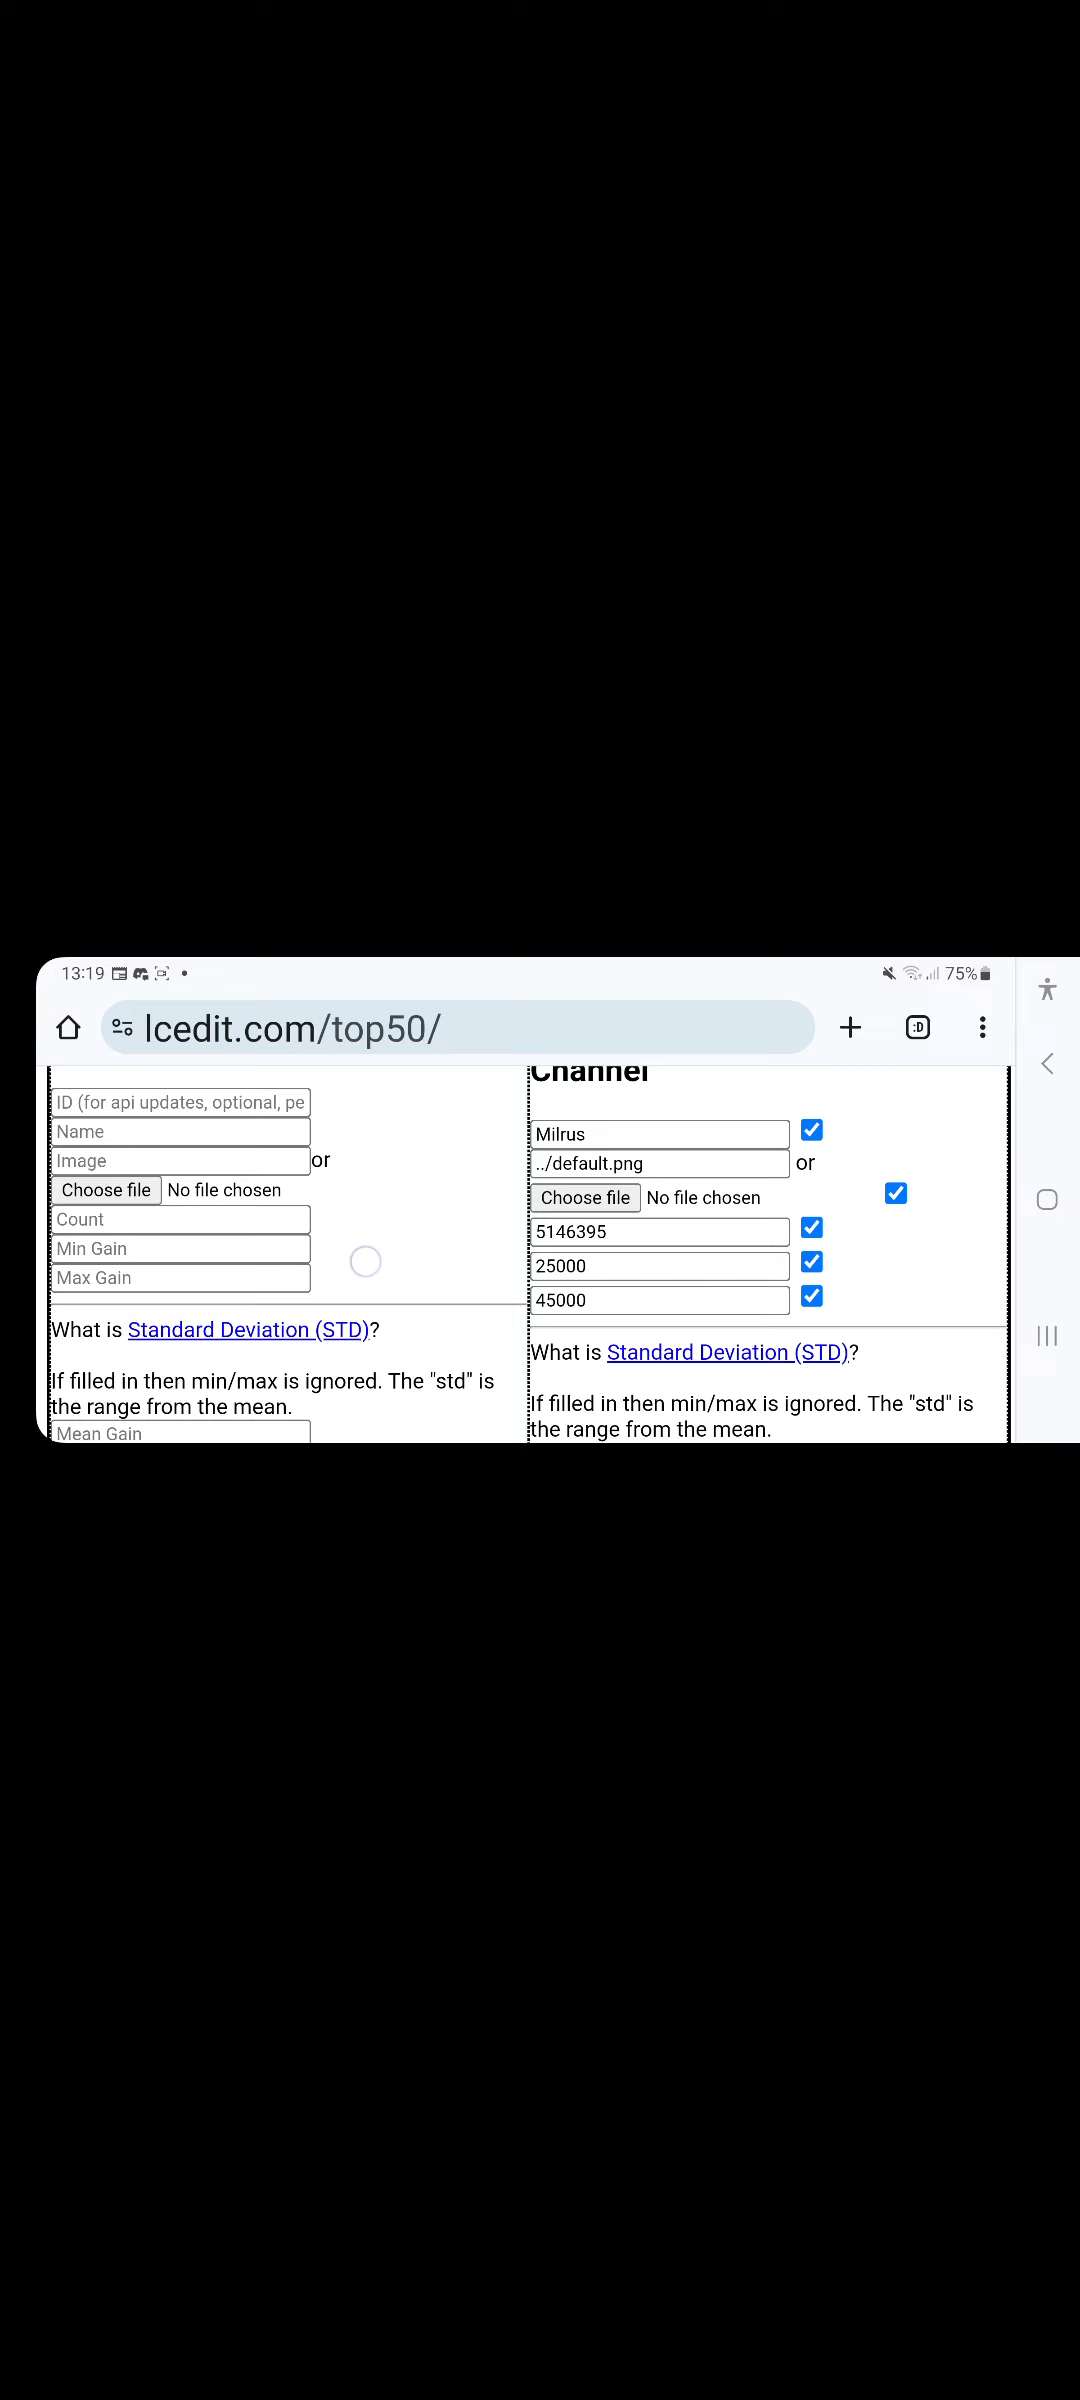 13:19
75%
lcedit.com/top50/
:D
ID (for api updates, optional, pe
Name
Image or
Choose file No file chosen
Count
Min Gain
Max Gain
What is Standard Deviation (STD)?
If filled in then min/max is ignored. The "std" is
the range from the mean.
Mean Gain
Channel
Milrus
../default.png or
Choose file No file chosen
5146395
25000
45000
What is Standard Deviation (STD)?
If filled in then min/max is ignored. The "std" is
the range from the mean.